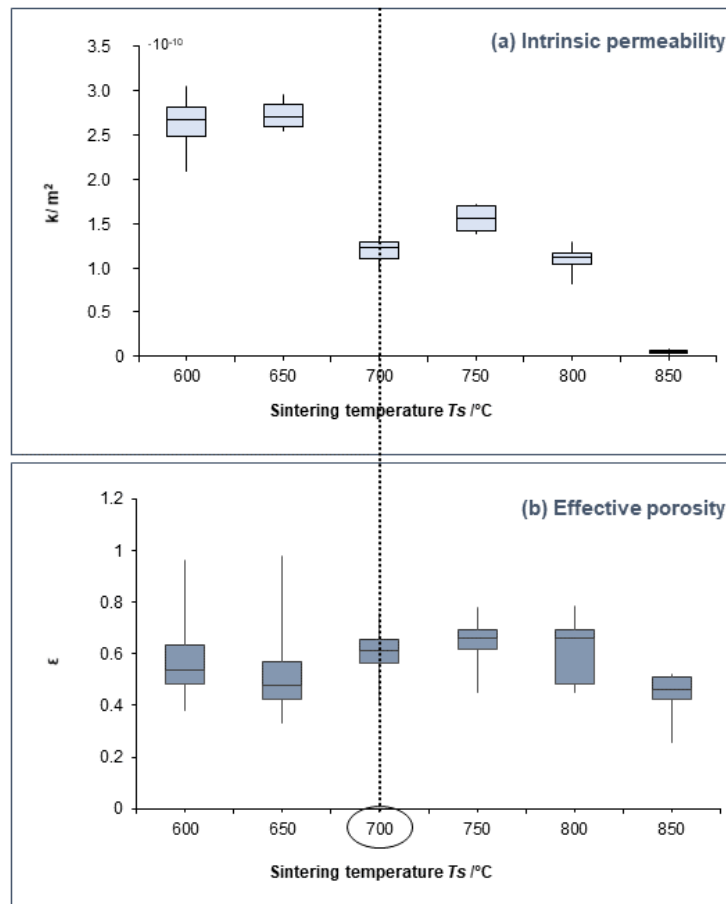 ·10⁻¹⁰
(a) Intrinsic permeability
3.5
3.0
2.5
2.0
1.5
1.0
0.5
0
k/ m²
600 650 700 750 800 850
Sintering temperature Ts /°C
(b) Effective porosity
1.2
1
0.8
0.6
0.4
0.2
0
ε
600 650 700 750 800 850
Sintering temperature Ts /°C